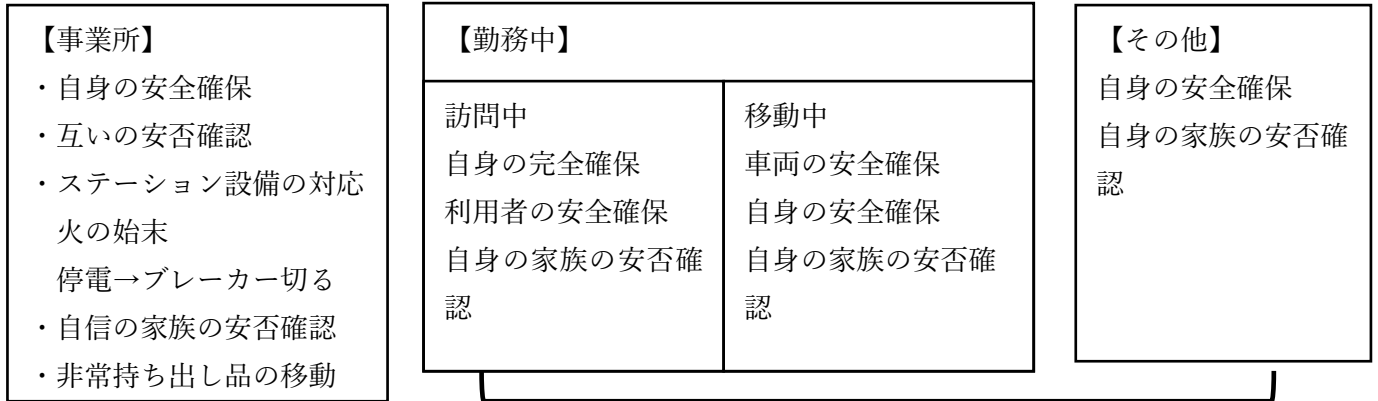 【事業所】
・自身の安全確保
・互いの安否確認
・ステーション設備の対応
火の始末
停電→ブレーカー切る
・自信の家族の安否確認
・非常持ち出し品の移動
【勤務中】
訪問中
自身の完全確保
利用者の安全確保
自身の家族の安否確
認
移動中
車両の安全確保
自身の安全確保
自身の家族の安否確
認
【その他】
自身の安全確保
自身の家族の安否確
認